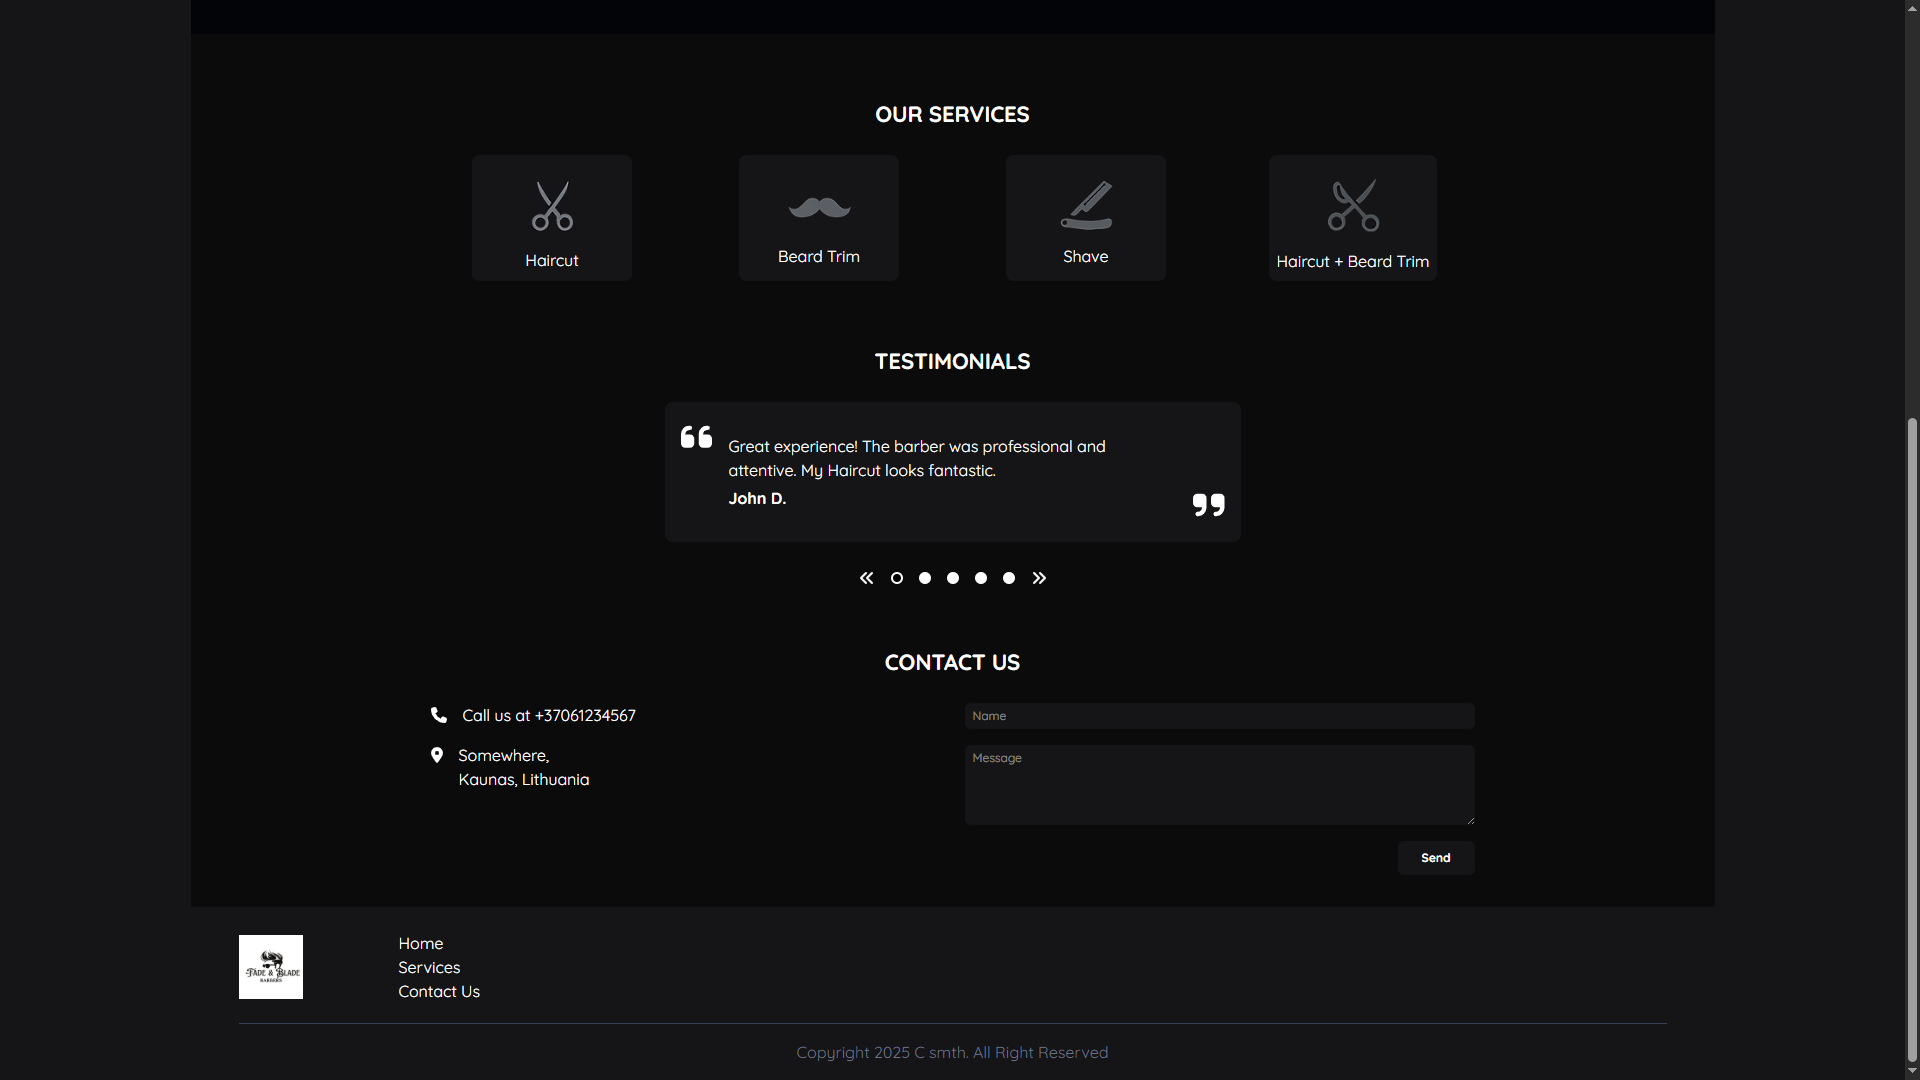 OUR SERVICES
Haircut
Beard Trim
Shave
Haircut + Beard Trim
TESTIMONIALS
Great experience! The barber was professional and
attentive. My Haircut looks fantastic.
John D.
CONTACT US
Call us at +37061234567
Somewhere,
Kaunas, Lithuania
Name
Message
Send
FADE & BLADE
BARBERS
Home
Services
Contact Us
Copyright 2025 C smth. All Right Reserved